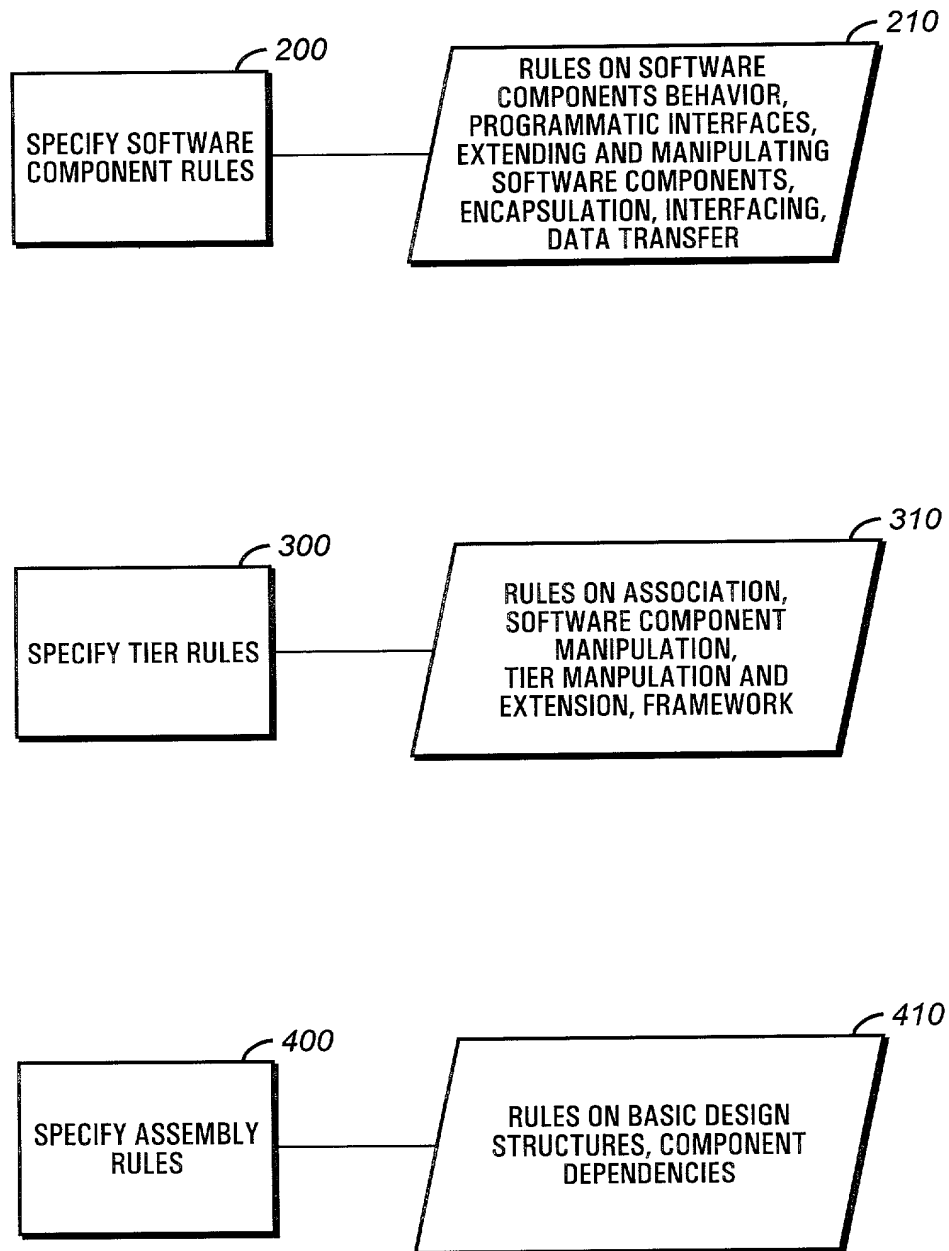 200
SPECIFY SOFTWARE
COMPONENT RULES
210
RULES ON SOFTWARE
COMPONENTS BEHAVIOR,
PROGRAMMATIC INTERFACES,
EXTENDING AND MANIPULATING
SOFTWARE COMPONENTS,
ENCAPSULATION, INTERFACING,
DATA TRANSFER
300
SPECIFY TIER RULES
310
RULES ON ASSOCIATION,
SOFTWARE COMPONENT
MANIPULATION,
TIER MANPULATION AND
EXTENSION, FRAMEWORK
400
SPECIFY ASSEMBLY
RULES
410
RULES ON BASIC DESIGN
STRUCTURES, COMPONENT
DEPENDENCIES